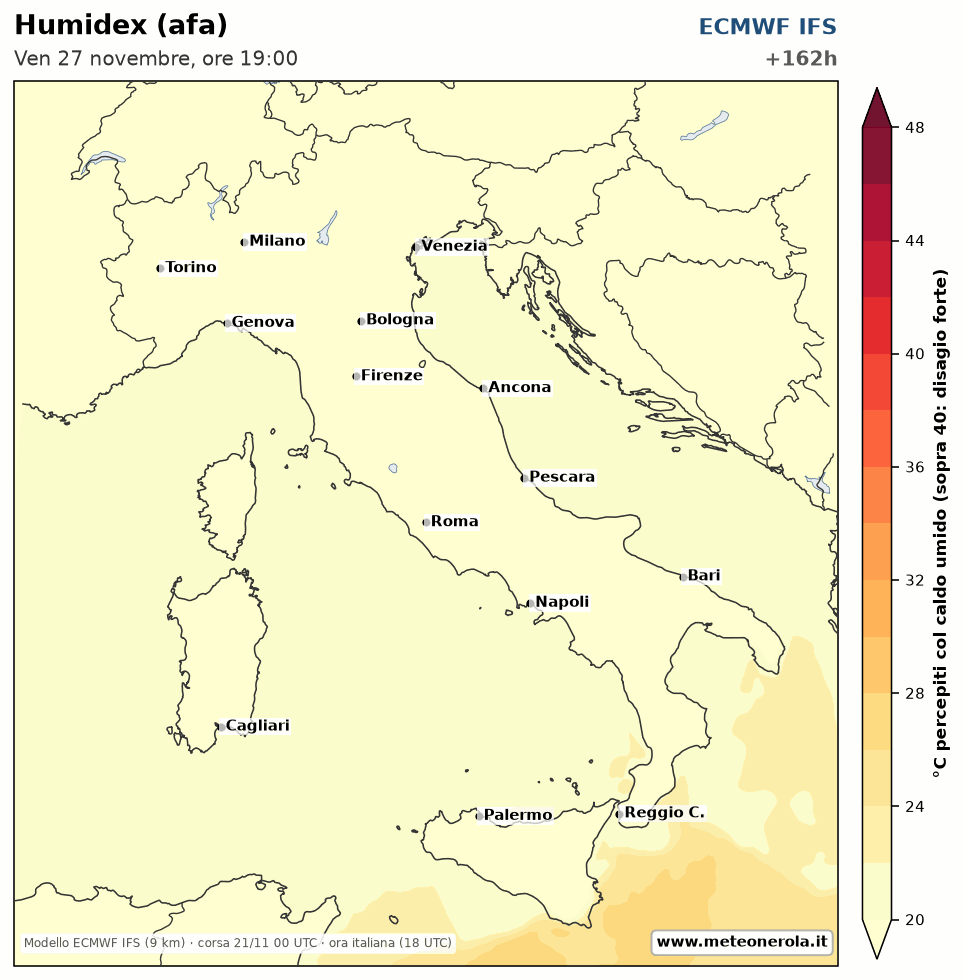 Humidex (afa)
ECMWF IFS
Ven 27 novembre, ore 19:00
+162h
Milano
Venezia
Torino
Genova
Bologna
Firenze
Ancona
Pescara
Roma
Bari
Napoli
Cagliari
Palermo
Reggio C.
48
44
40
36
32
28
24
20
°C percepiti col caldo umido (sopra 40: disagio forte)
Modello ECMWF IFS (9 km) · corsa 21/11 00 UTC · ora italiana (18 UTC)
www.meteonerola.it